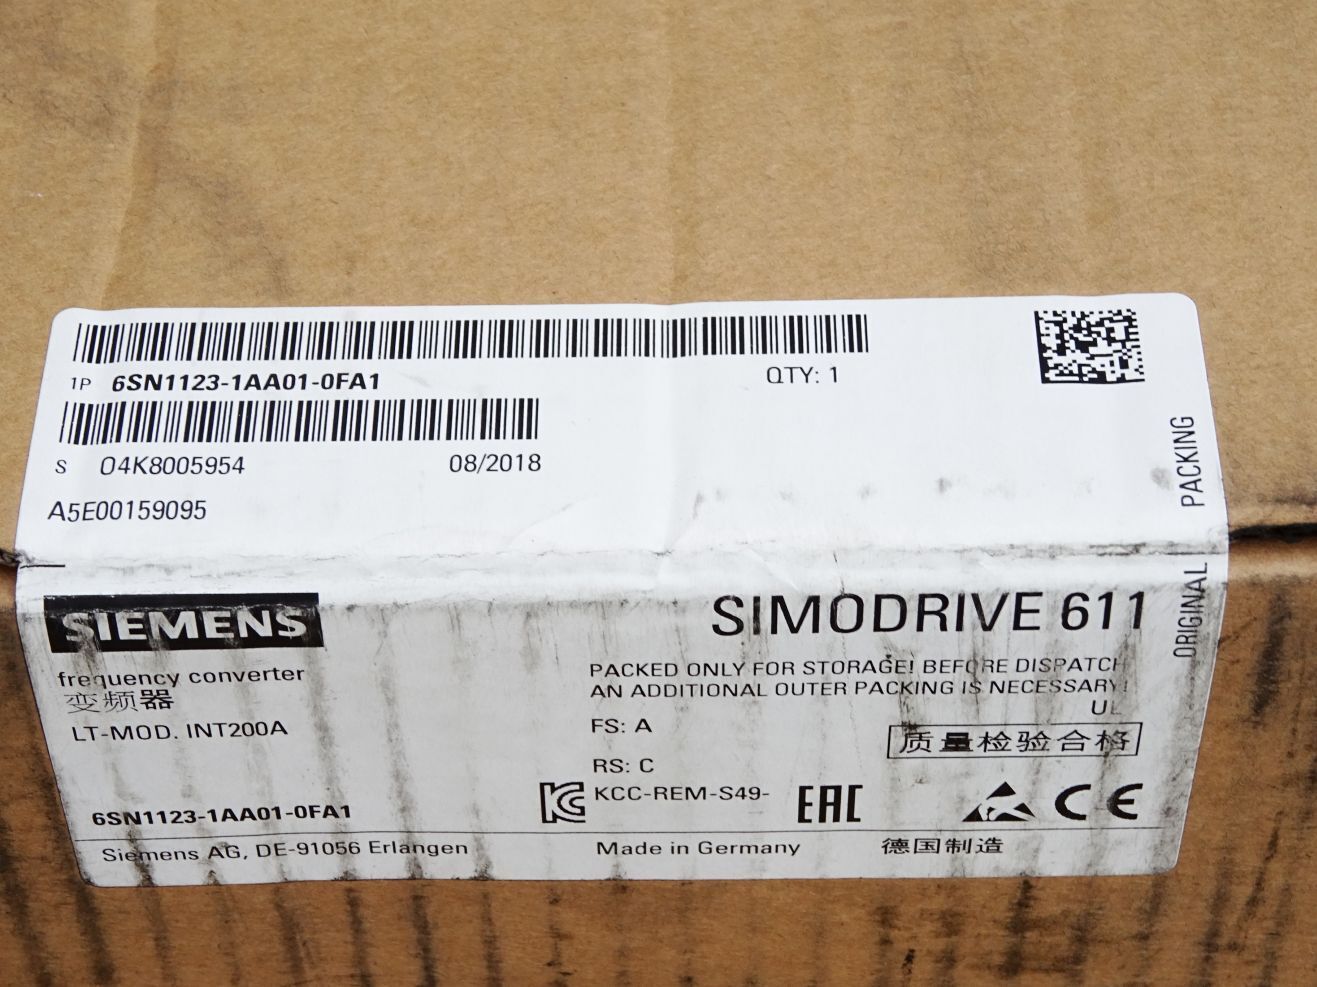 1P 6SN1123-1AA01-0FA1 QTY: 1
S 04K8005954 08/2018
A5E00159095
ORIGINAL PACKING
SIEMENS SIMODRIVE 611
frequency converter
变频器
LT-MOD. INT200A
PACKED ONLY FOR STORAGE! BEFORE DISPATCH
AN ADDITIONAL OUTER PACKING IS NECESSARY!
UL
FS: A
质量检验合格
RS: C
KCC-REM-S49-
EAC
CE
6SN1123-1AA01-0FA1
Siemens AG, DE-91056 Erlangen Made in Germany 德国制造